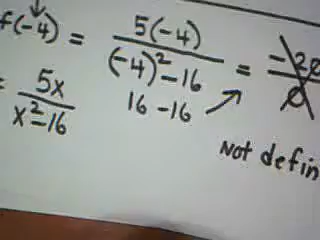 f(-4) = 5(-4) / (-4)² - 16 = -20 / 0
16 - 16
= 5x / x² - 16
Not defin